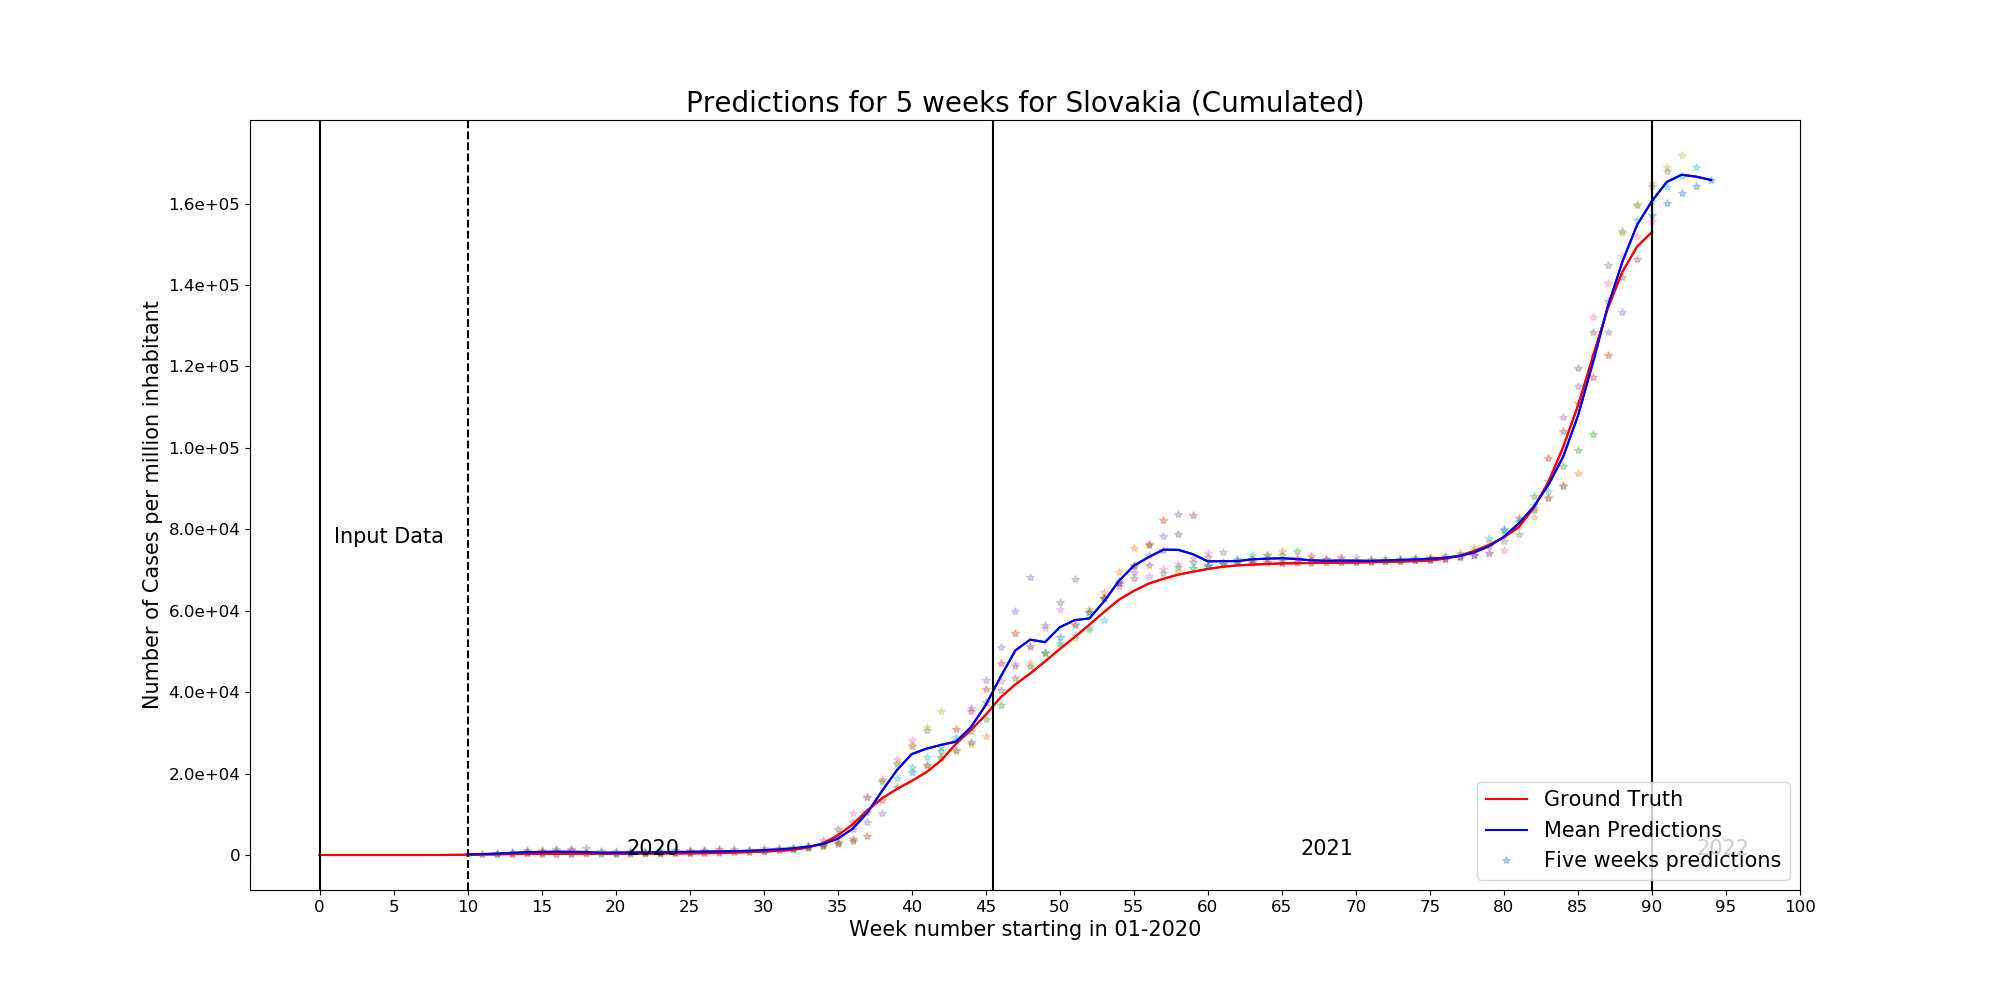 Predictions for 5 weeks for Slovakia (Cumulated)
Number of Cases per million inhabitant
1.6e+05
1.4e+05
1.2e+05
1.0e+05
8.0e+04
6.0e+04
4.0e+04
2.0e+04
0
Input Data
2020
2021
2022
Ground Truth
Mean Predictions
Five weeks predictions
0 5 10 15 20 25 30 35 40 45 50 55 60 65 70 75 80 85 90 95 100
Week number starting in 01-2020